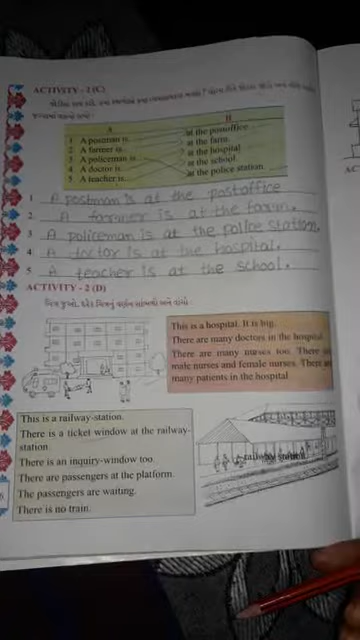 ACTIVITY - 2 (C)
A B
1 A postman is... at the postoffice
2 A farmer is... at the farm.
3 A policeman is... at the hospital
4 A doctor is... at the school.
5 A teacher is... at the police station.
1 A postman is at the postoffice
2. A farmer is at the farm.
3 A policeman is at the police station.
4 A doctor is at the hospital.
5 A teacher is at the school.
ACTIVITY - 2 (D)
This is a hospital. It is big.
There are many doctors in the hospital
There are many nurses too. There
male nurses and female nurses. There
many patients in the hospital
This is a railway-station.
There is a ticket window at the railway-
station.
There is an inquiry-window too.
There are passengers at the platform.
The passengers are waiting.
There is no train.
railway